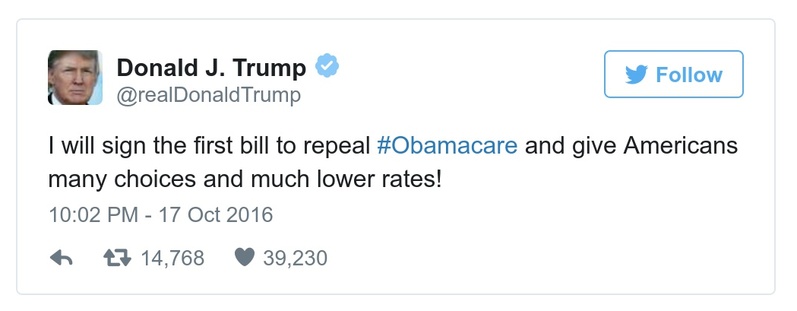 Donald J. Trump
@realDonaldTrump
Follow
I will sign the first bill to repeal #Obamacare and give Americans
many choices and much lower rates!
10:02 PM - 17 Oct 2016
14,768 39,230